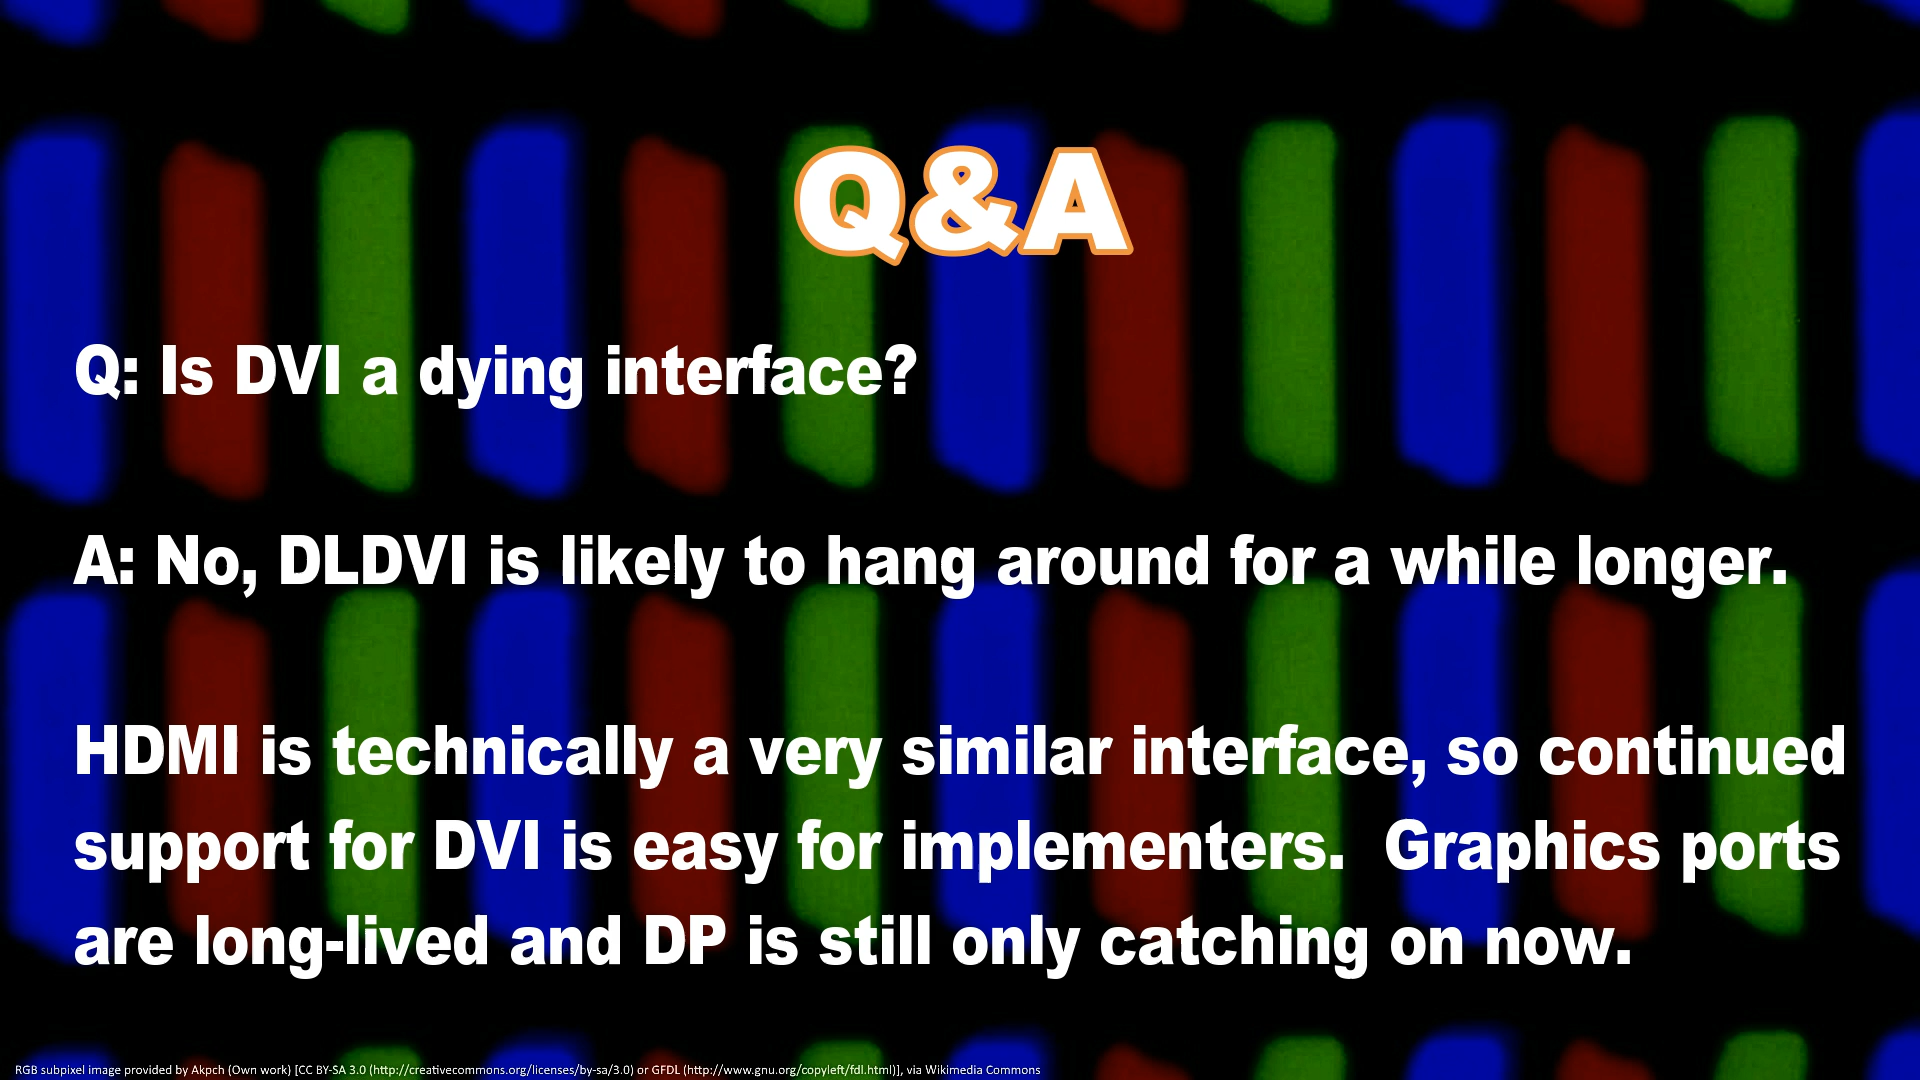 Q&A
Q: Is DVI a dying interface?
A: No, DLDVI is likely to hang around for a while longer.
HDMI is technically a very similar interface, so continued
support for DVI is easy for implementers.  Graphics ports
are long-lived and DP is still only catching on now.
RGB subpixel image provided by Akpch (Own work) [CC BY-SA 3.0 (http://creativecommons.org/licenses/by-sa/3.0) or GFDL (http://www.gnu.org/copyleft/fdl.html)], via Wikimedia Commons